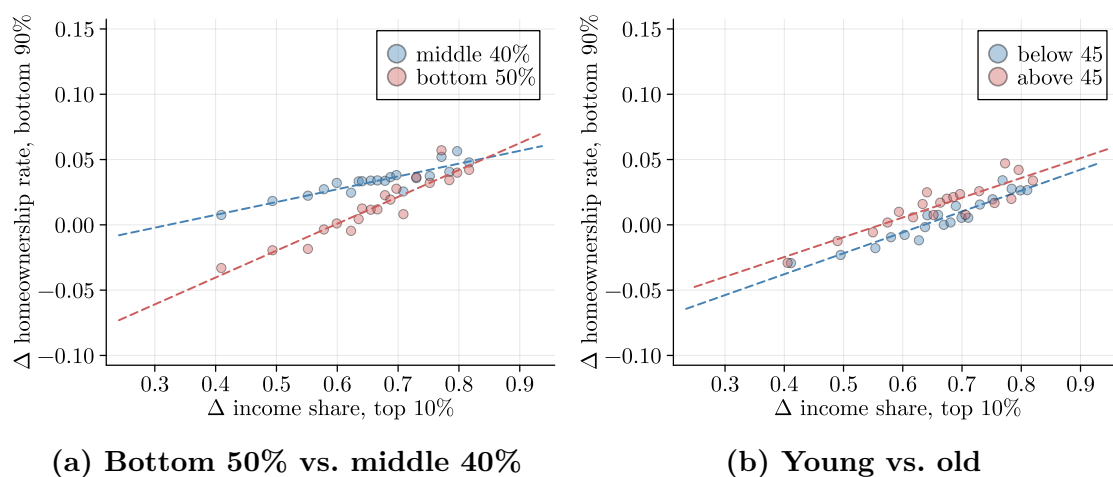 Δ homeownership rate, bottom 90%
0.15
0.10
0.05
0.00
−0.05
−0.10
middle 40%
bottom 50%
0.3 0.4 0.5 0.6 0.7 0.8 0.9
Δ income share, top 10%
(a) Bottom 50% vs. middle 40%
Δ homeownership rate, bottom 90%
0.15
0.10
0.05
0.00
−0.05
−0.10
below 45
above 45
0.3 0.4 0.5 0.6 0.7 0.8 0.9
Δ income share, top 10%
(b) Young vs. old